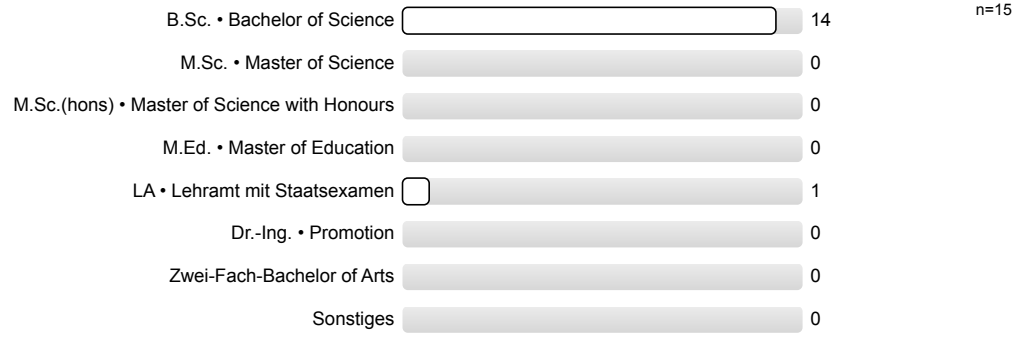 B.Sc. • Bachelor of Science 14 n=15
M.Sc. • Master of Science 0
M.Sc.(hons) • Master of Science with Honours 0
M.Ed. • Master of Education 0
LA • Lehramt mit Staatsexamen 1
Dr.-Ing. • Promotion 0
Zwei-Fach-Bachelor of Arts 0
Sonstiges 0